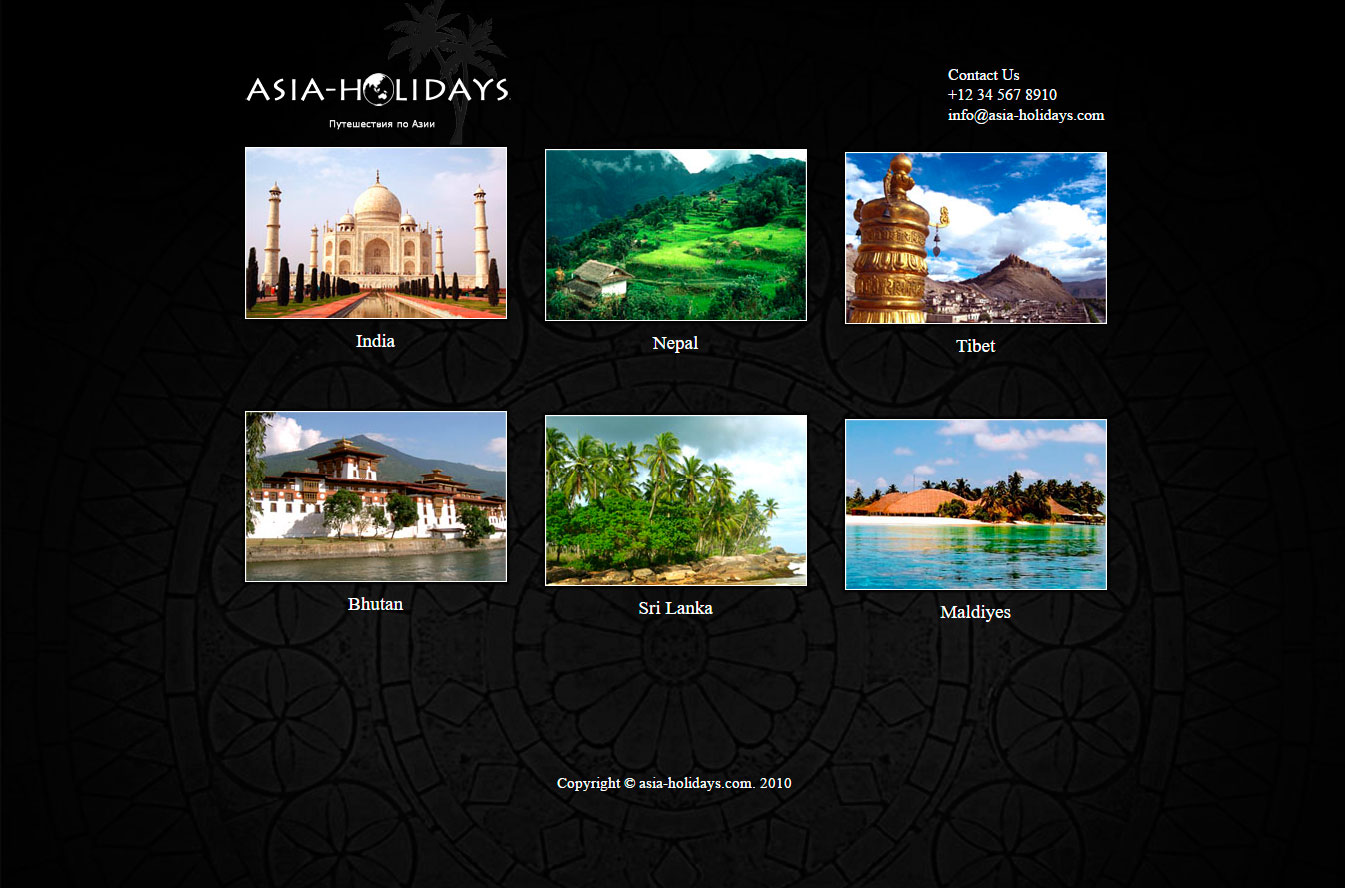 ASIA-HOLIDAYS
Путешествия по Азии
Contact Us
+12 34 567 8910
info@asia-holidays.com
India
Nepal
Tibet
Bhutan
Sri Lanka
Maldiyes
Copyright © asia-holidays.com. 2010